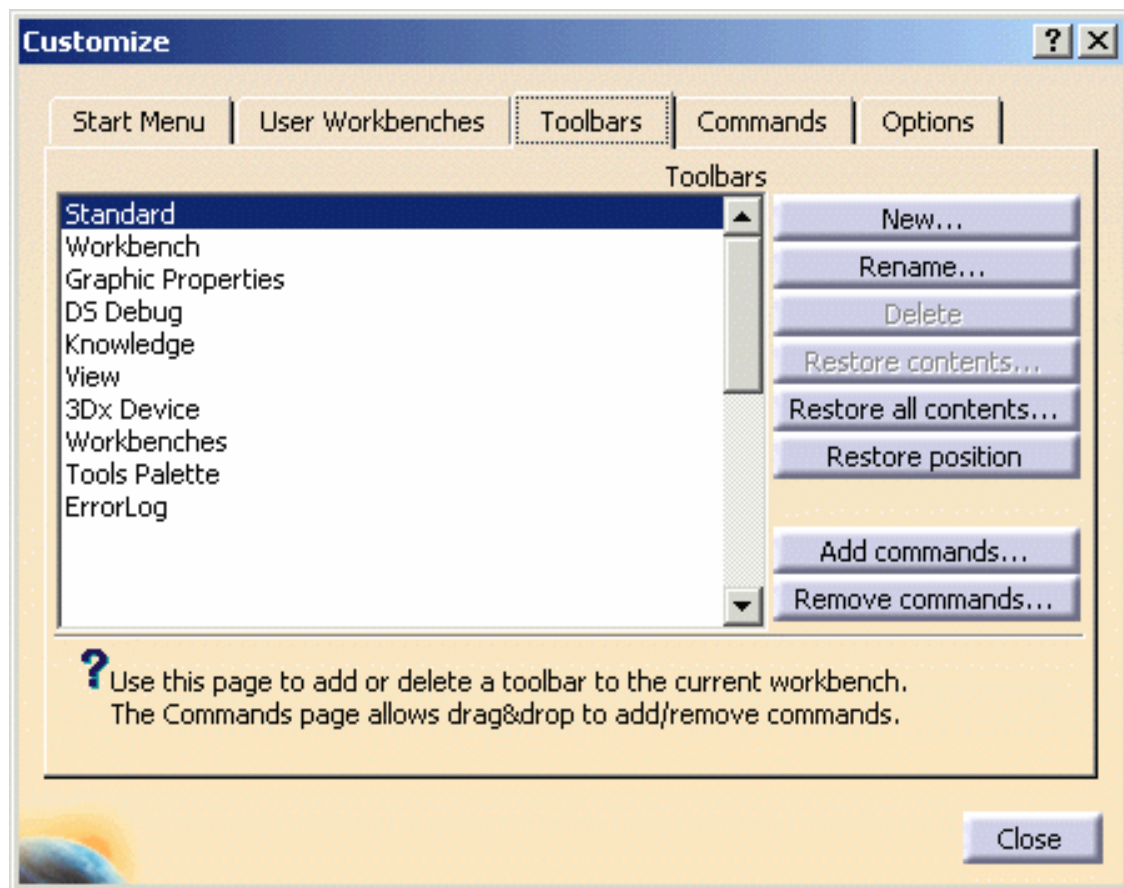 Customize
Start Menu User Workbenches Toolbars Commands Options
Toolbars
Standard
Workbench
Graphic Properties
DS Debug
Knowledge
View
3Dx Device
Workbenches
Tools Palette
ErrorLog
New...
Rename...
Delete
Restore contents...
Restore all contents...
Restore position
Add commands...
Remove commands...
? Use this page to add or delete a toolbar to the current workbench.
The Commands page allows drag&drop to add/remove commands.
Close